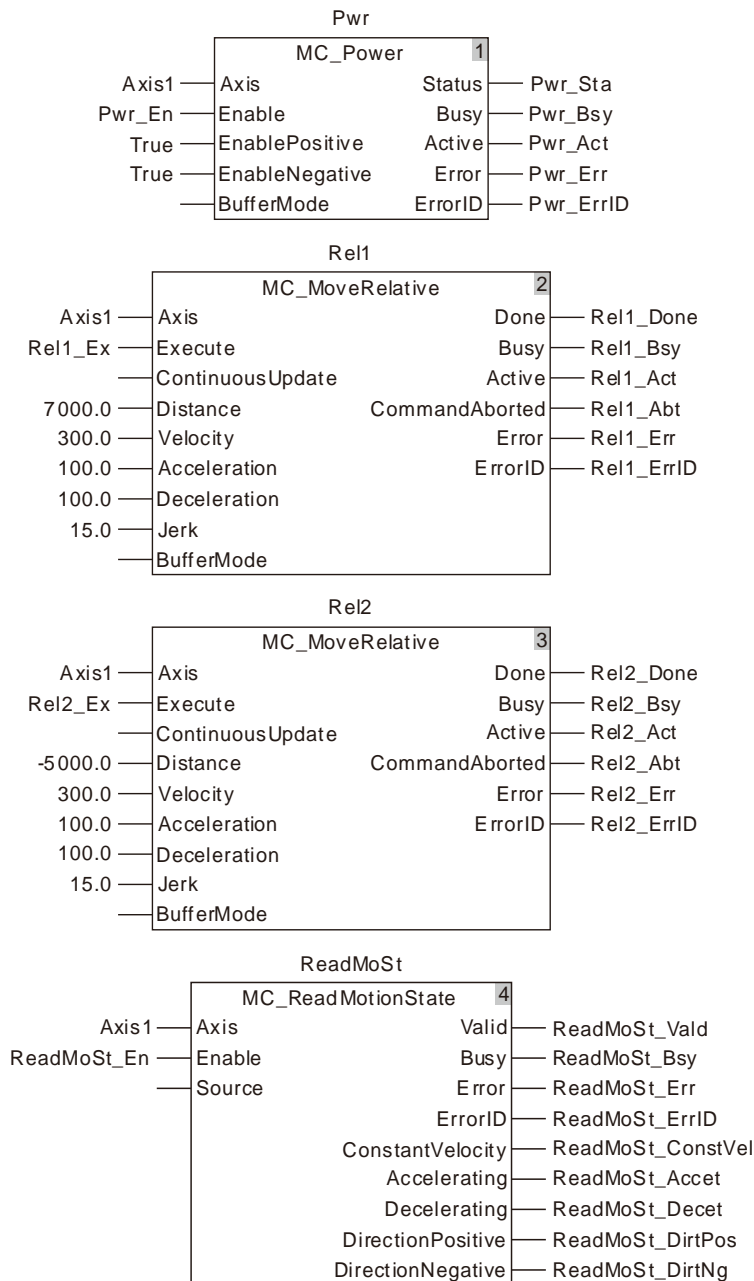 Pwr
MC_Power 1
Axis1 Axis Status Pwr_Sta
Pwr_En Enable Busy Pwr_Bsy
True EnablePositive Active Pwr_Act
True EnableNegative Error Pwr_Err
BufferMode ErrorID Pwr_ErrID
Rel1
MC_MoveRelative 2
Axis1 Axis Done Rel1_Done
Rel1_Ex Execute Busy Rel1_Bsy
ContinuousUpdate Active Rel1_Act
7000.0 Distance CommandAborted Rel1_Abt
300.0 Velocity Error Rel1_Err
100.0 Acceleration ErrorID Rel1_ErrID
100.0 Deceleration
15.0 Jerk
BufferMode
Rel2
MC_MoveRelative 3
Axis1 Axis Done Rel2_Done
Rel2_Ex Execute Busy Rel2_Bsy
ContinuousUpdate Active Rel2_Act
-5000.0 Distance CommandAborted Rel2_Abt
300.0 Velocity Error Rel2_Err
100.0 Acceleration ErrorID Rel2_ErrID
100.0 Deceleration
15.0 Jerk
BufferMode
ReadMoSt
MC_ReadMotionState 4
Axis1 Axis Valid ReadMoSt_Vald
ReadMoSt_En Enable Busy ReadMoSt_Bsy
Source Error ReadMoSt_Err
ErrorID ReadMoSt_ErrID
ConstantVelocity ReadMoSt_ConstVel
Accelerating ReadMoSt_Accet
Decelerating ReadMoSt_Decet
DirectionPositive ReadMoSt_DirtPos
DirectionNegative ReadMoSt_DirtNg